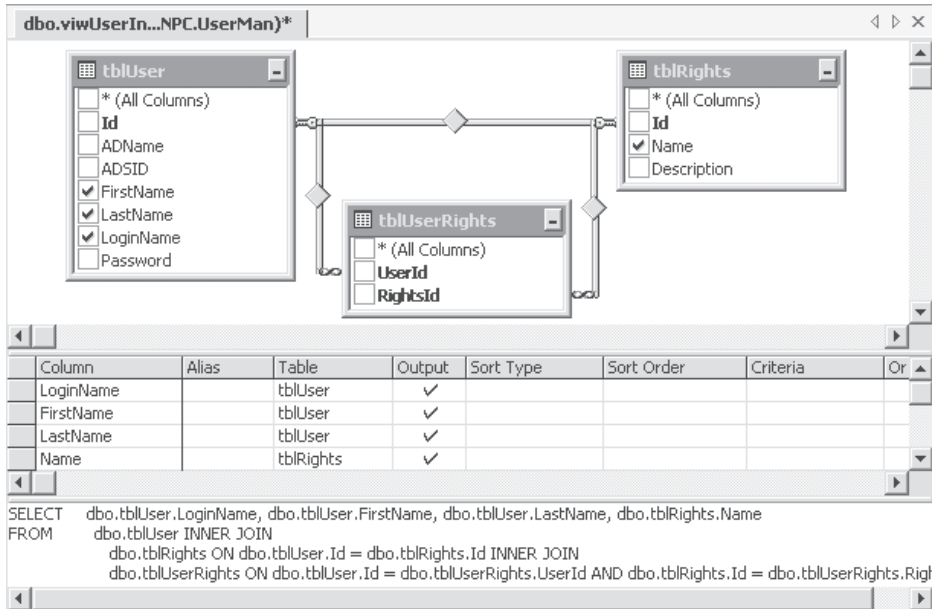 dbo.viwUserIn...NPC.UserMan)*
tblUser
* (All Columns)
Id
ADName
ADSID
FirstName
LastName
LoginName
Password
tblUserRights
* (All Columns)
UserId
RightsId
tblRights
* (All Columns)
Id
Name
Description
Column Alias Table Output Sort Type Sort Order Criteria Or
LoginName tblUser
FirstName tblUser
LastName tblUser
Name tblRights
SELECT dbo.tblUser.LoginName, dbo.tblUser.FirstName, dbo.tblUser.LastName, dbo.tblRights.Name
FROM dbo.tblUser INNER JOIN
dbo.tblRights ON dbo.tblUser.Id = dbo.tblRights.Id INNER JOIN
dbo.tblUserRights ON dbo.tblUser.Id = dbo.tblUserRights.UserId AND dbo.tblRights.Id = dbo.tblUserRights.Righ